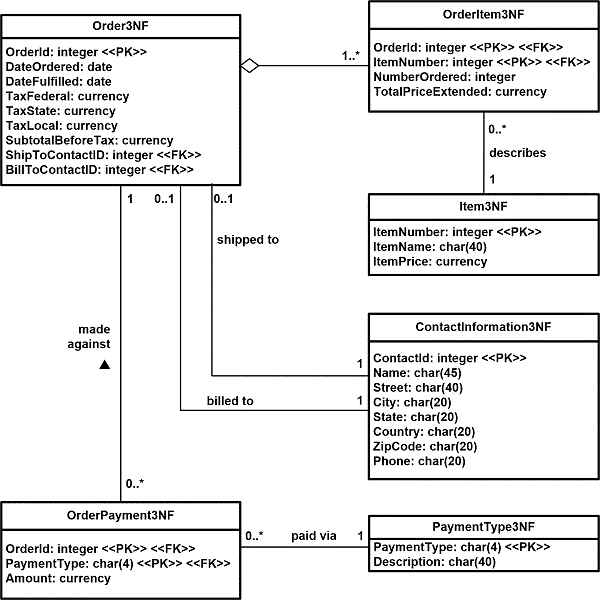 Order3NF
OrderId: integer <<PK>>
DateOrdered: date
DateFulfilled: date
TaxFederal: currency
TaxState: currency
TaxLocal: currency
SubtotalBeforeTax: currency
ShipToContactID: integer <<FK>>
BillToContactID: integer <<FK>>
1..*
OrderItem3NF
OrderId: integer <<PK>> <<FK>>
ItemNumber: integer <<PK>> <<FK>>
NumberOrdered: integer
TotalPriceExtended: currency
0..*
describes
1
Item3NF
ItemNumber: integer <<PK>>
ItemName: char(40)
ItemPrice: currency
1
0..1
0..1
shipped to
1
billed to
1
ContactInformation3NF
ContactId: integer <<PK>>
Name: char(45)
Street: char(40)
City: char(20)
State: char(20)
Country: char(20)
ZipCode: char(20)
Phone: char(20)
made
against
0..*
OrderPayment3NF
OrderId: integer <<PK>> <<FK>>
PaymentType: char(4) <<PK>> <<FK>>
Amount: currency
0..*
paid via
1
PaymentType3NF
PaymentType: char(4) <<PK>>
Description: char(40)